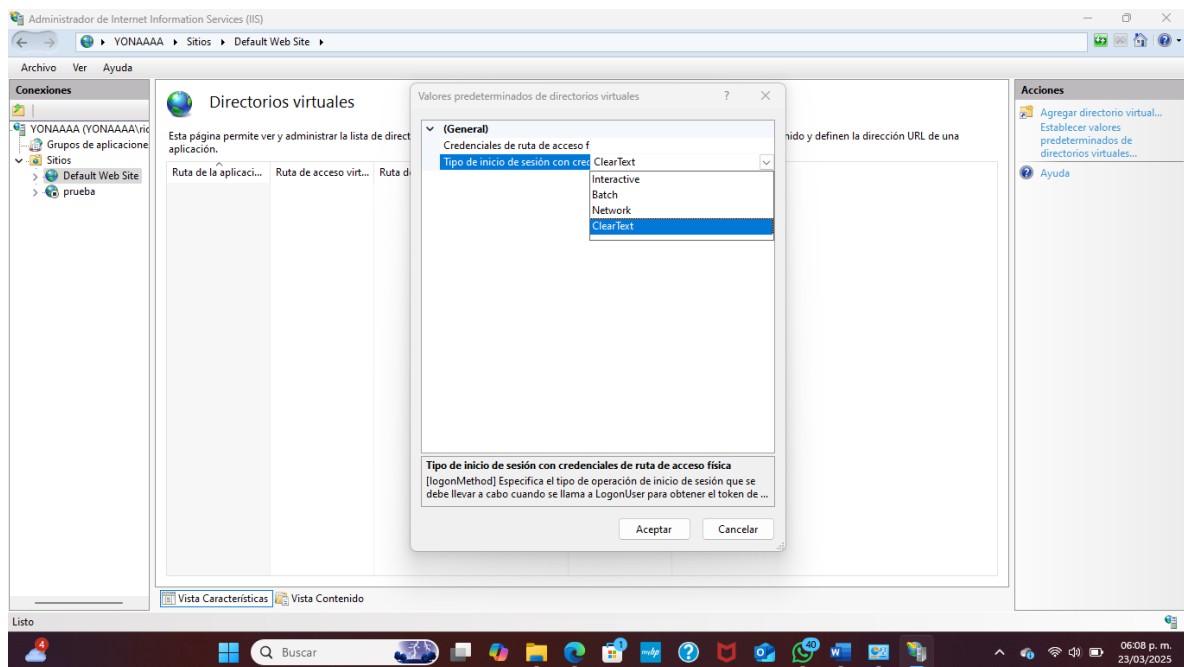 Administrador de Internet Information Services (IIS)
YONAAAA Sitios Default Web Site
Archivo Ver Ayuda
Conexiones
YONAAAA (YONAAAA\ric
Grupos de aplicacione
Sitios
Default Web Site
prueba
Directorios virtuales
Esta página permite ver y administrar la lista de direct
nido y definen la dirección URL de una
aplicación.
Ruta de la aplicaci... Ruta de acceso virt... Ruta d
Valores predeterminados de directorios virtuales ?
(General)
Credenciales de ruta de acceso f
Tipo de inicio de sesión con cred ClearText
Interactive
Batch
Network
ClearText
Tipo de inicio de sesión con credenciales de ruta de acceso física
[logonMethod] Especifica el tipo de operación de inicio de sesión que se
debe llevar a cabo cuando se llama a LogonUser para obtener el token de ...
Aceptar Cancelar
Acciones
Agregar directorio virtual...
Establecer valores
predeterminados de
directorios virtuales...
Ayuda
Vista Características Vista Contenido
Listo
4
Buscar
9
myhp
40
06:08 p. m.
23/03/2025